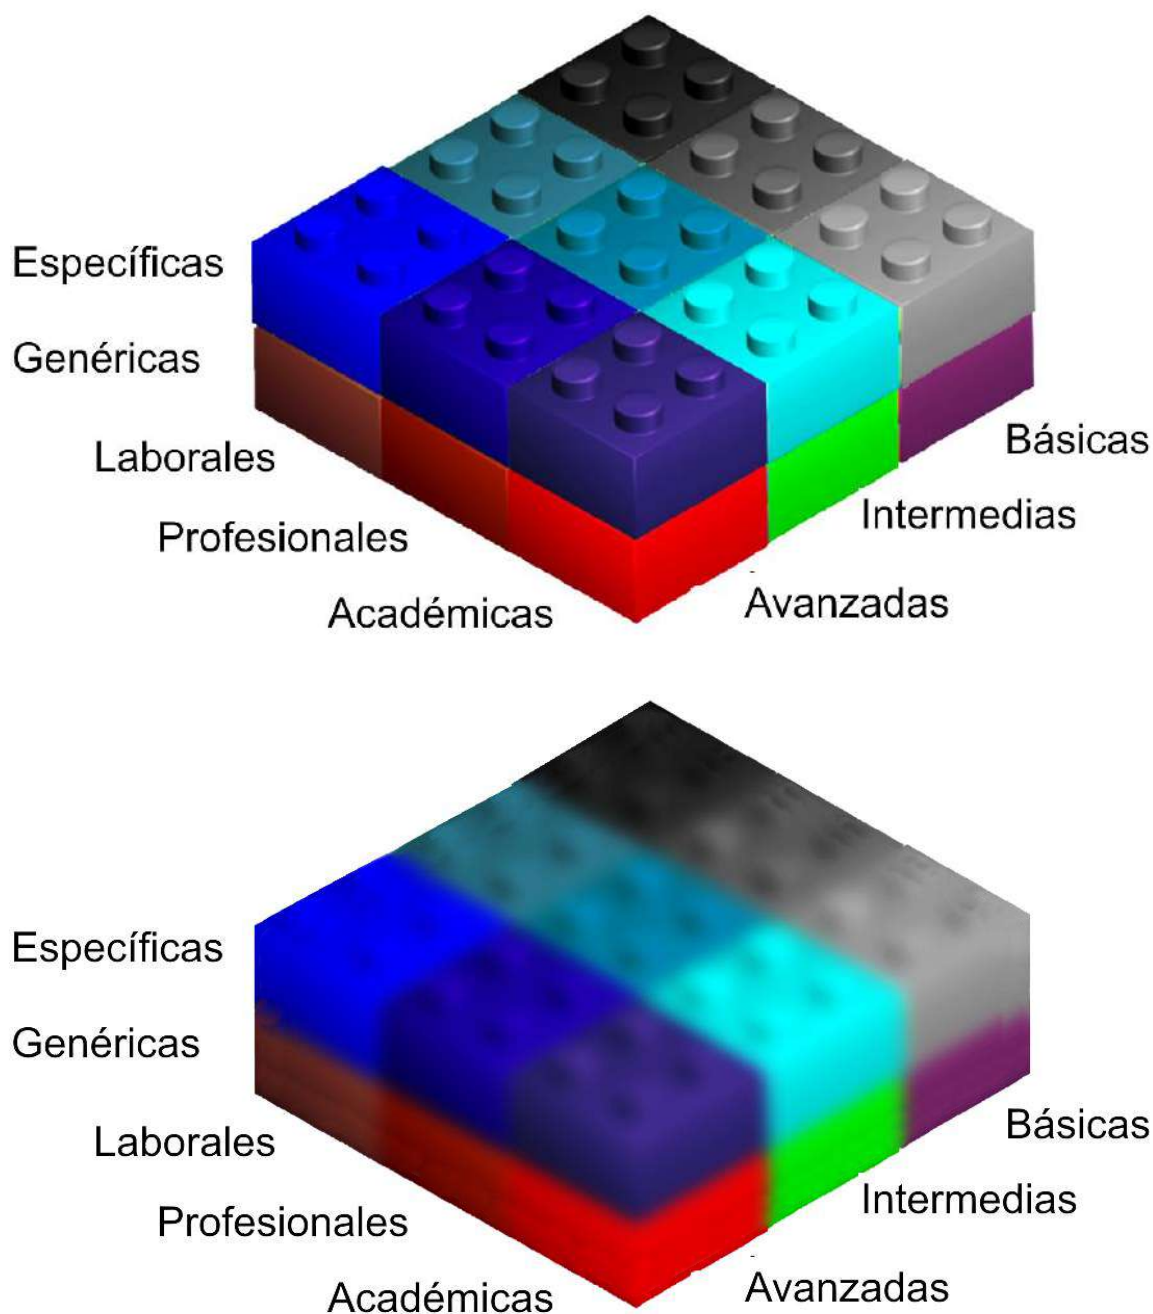 Específicas
Genéricas
Laborales
Básicas
Profesionales
Intermedias
Académicas
Avanzadas
Específicas
Genéricas
Laborales
Básicas
Profesionales
Intermedias
Académicas
Avanzadas